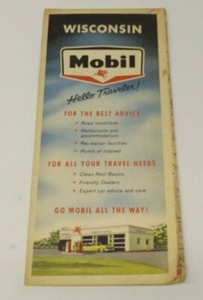 WISCONSIN
Mobil
Hello Traveler!
FOR THE BEST ADVICE
• Road conditions
• Restaurants and
accommodations
• Recreation facilities
• Points of interest
FOR ALL YOUR TRAVEL NEEDS
• Clean Rest Rooms
• Friendly Dealers
• Expert car advice and care
GO MOBIL ALL THE WAY!